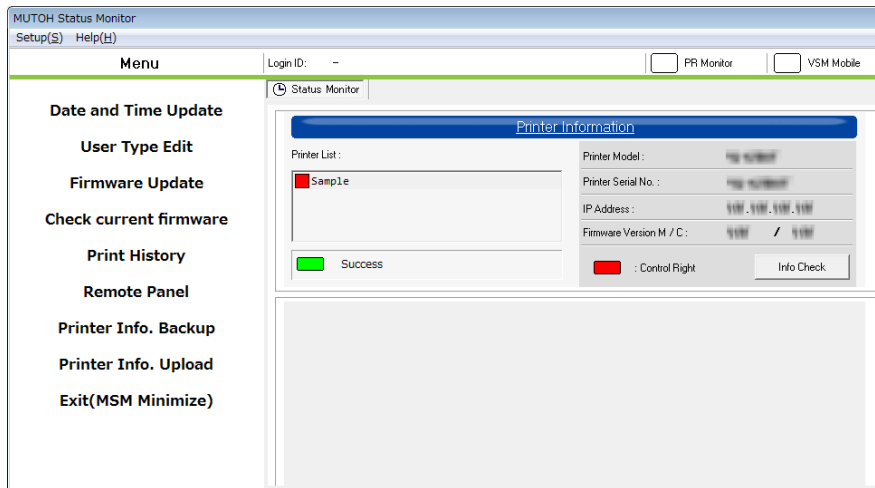 MUTOH Status Monitor
Setup(S) Help(H)
Menu
Login ID: -
PR Monitor
VSM Mobile
Status Monitor
Date and Time Update
User Type Edit
Firmware Update
Check current firmware
Print History
Remote Panel
Printer Info. Backup
Printer Info. Upload
Exit(MSM Minimize)
Printer Information
Printer List :
Sample
Success
Printer Model :
Printer Serial No. :
IP Address :
Firmware Version M / C : /
: Control Right
Info Check